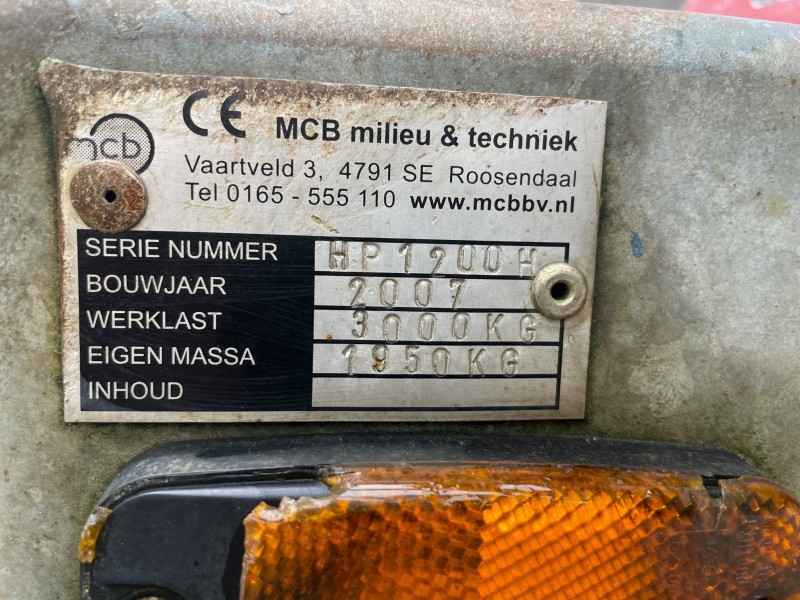 mcb
CE MCB milieu & techniek
Vaartveld 3, 4791 SE Roosendaal
Tel 0165 - 555 110 www.mcbbv.nl
SERIE NUMMER HP1200H
BOUWJAAR 2007
WERKLAST 3000KG
EIGEN MASSA 1950KG
INHOUD